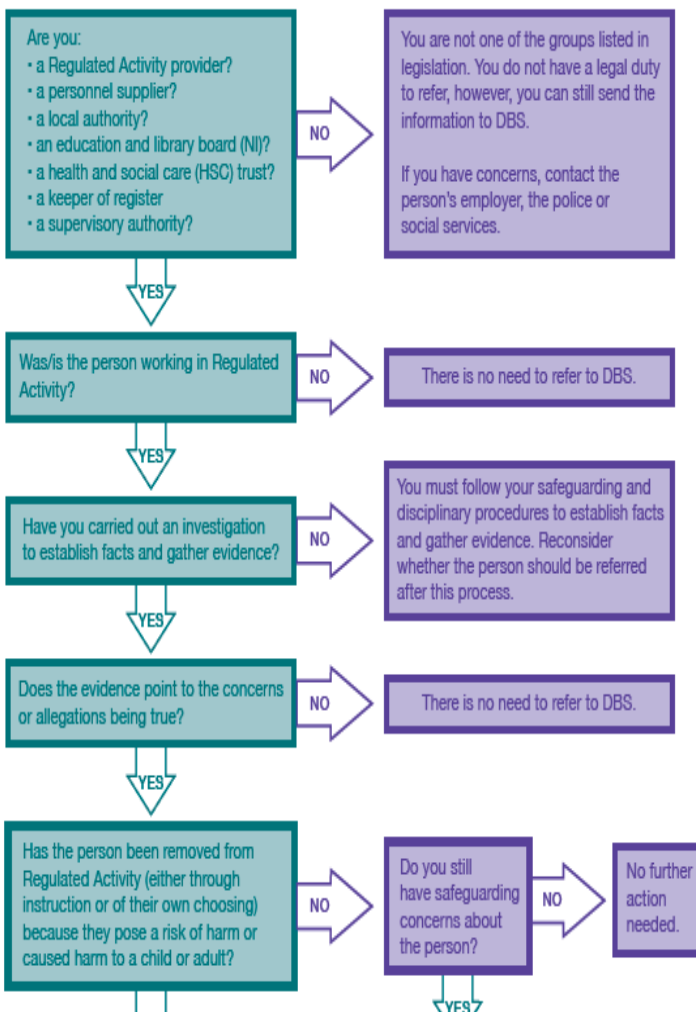 Are you:
• a Regulated Activity provider?
• a personnel supplier?
• a local authority?
• an education and library board (NI)?
• a health and social care (HSC) trust?
• a keeper of register
• a supervisory authority?
NO
You are not one of the groups listed in
legislation. You do not have a legal duty
to refer, however, you can still send the
information to DBS.
If you have concerns, contact the
person's employer, the police or
social services.
YES
Was/is the person working in Regulated
Activity?
NO
There is no need to refer to DBS.
YES
Have you carried out an investigation
to establish facts and gather evidence?
NO
You must follow your safeguarding and
disciplinary procedures to establish facts
and gather evidence. Reconsider
whether the person should be referred
after this process.
YES
Does the evidence point to the concerns
or allegations being true?
NO
There is no need to refer to DBS.
YES
Has the person been removed from
Regulated Activity (either through
instruction or of their own choosing)
because they pose a risk of harm or
caused harm to a child or adult?
NO
Do you still
have safeguarding
concerns about
the person?
NO
No further
action
needed.
YES